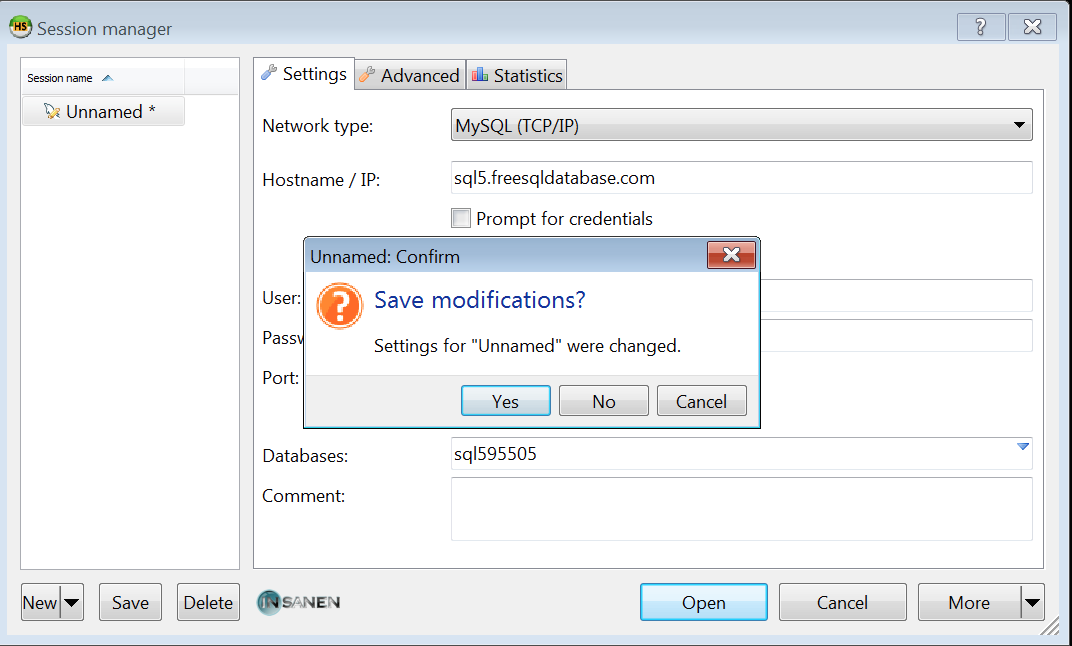 HS Session manager ?
Session name
Unnamed *
Settings Advanced Statistics
Network type: MySQL (TCP/IP)
Hostname / IP: sql5.freesqldatabase.com
Prompt for credentials
Unnamed: Confirm
Save modifications?
Settings for "Unnamed" were changed.
Yes No Cancel
User:
Passw
Port:
Databases: sql595505
Comment:
New Save Delete INSANEN Open Cancel More